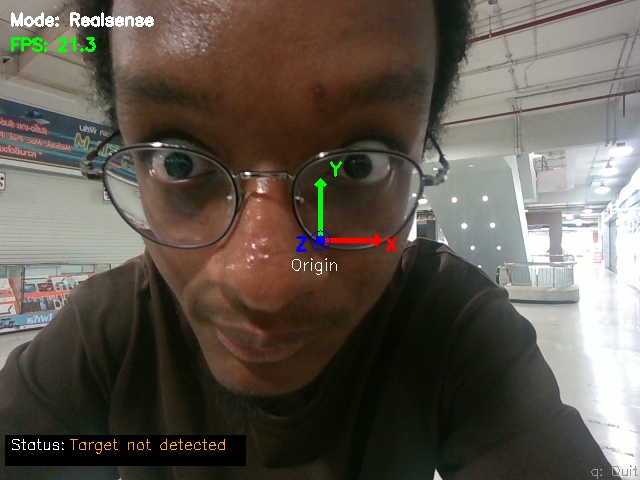 Mode: Realsense
FPS: 21.3
Y
Z
X
Origin
Status: Target not detected
q: Quit